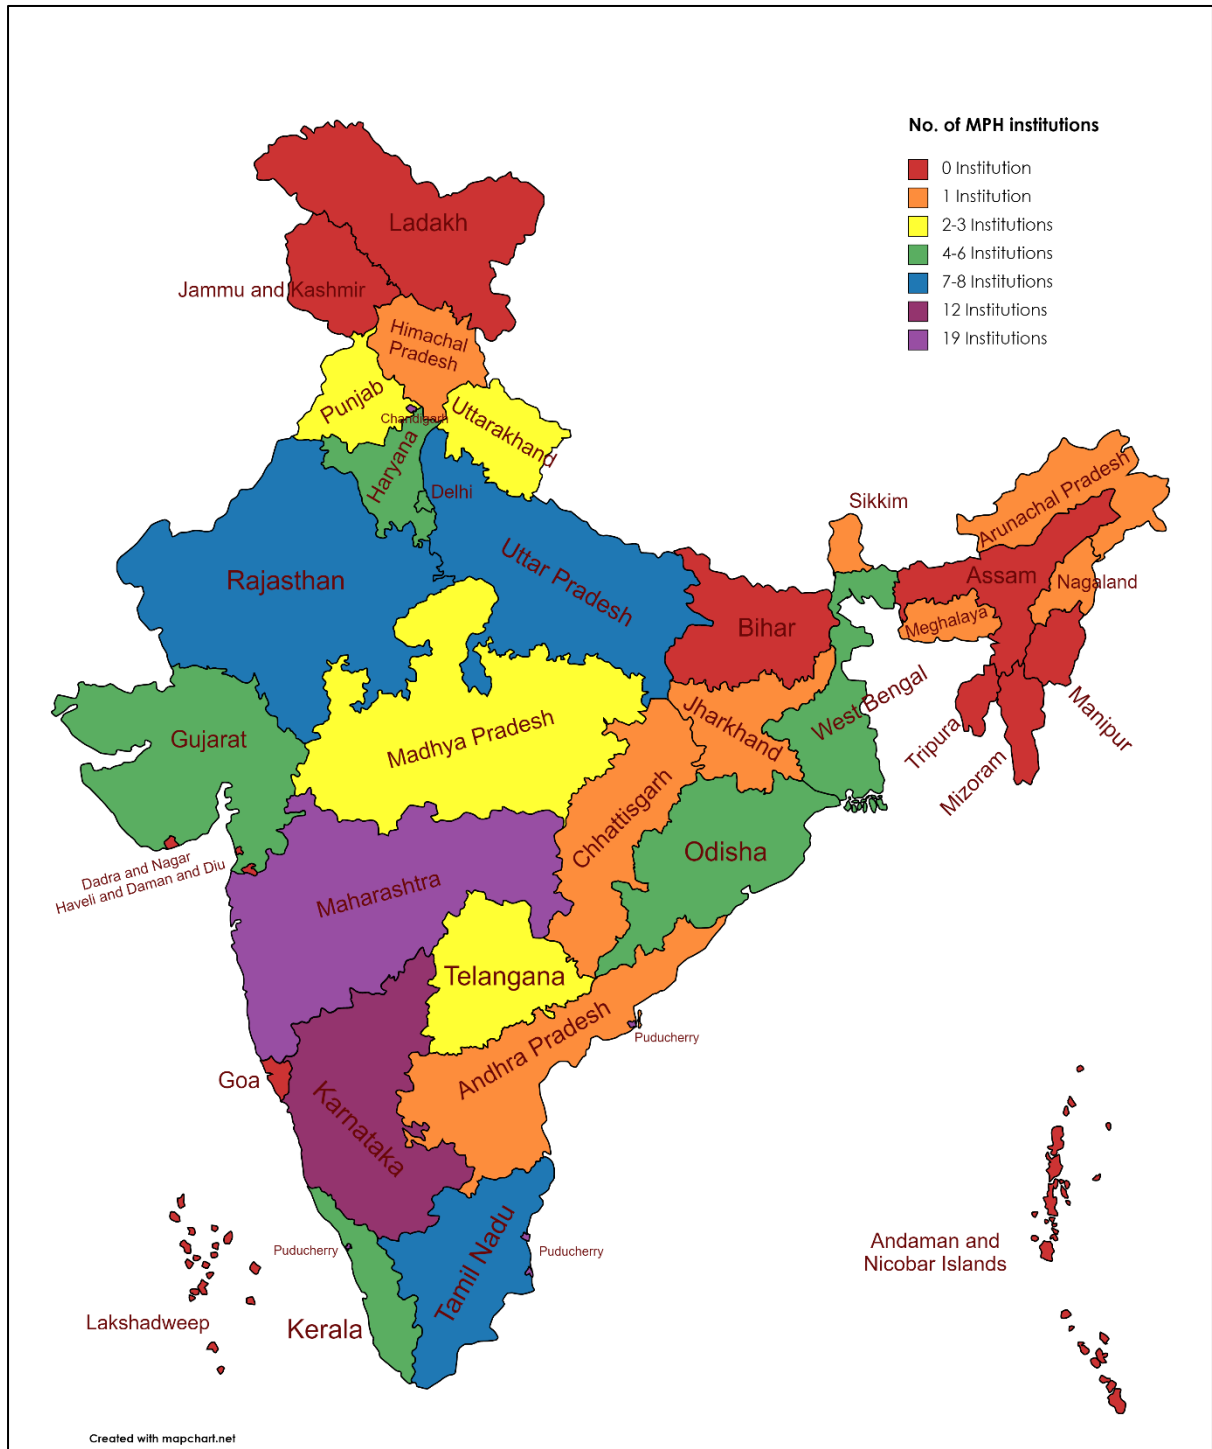 No. of MPH institutions
0 Institution
1 Institution
2-3 Institutions
4-6 Institutions
7-8 Institutions
12 Institutions
19 Institutions
Ladakh
Jammu and Kashmir
Himachal
Pradesh
Punjab
Chandigarh
Uttarakhand
Haryana
Delhi
Rajasthan
Uttar Pradesh
Sikkim
Arunachal Pradesh
Assam
Nagaland
Meghalaya
Bihar
Manipur
Tripura
Mizoram
West Bengal
Jharkhand
Gujarat
Madhya Pradesh
Chhattisgarh
Odisha
Dadra and Nagar
Haveli and Daman and Diu
Maharashtra
Telangana
Andhra Pradesh
Puducherry
Goa
Karnataka
Puducherry
Puducherry
Tamil Nadu
Kerala
Lakshadweep
Andaman and
Nicobar Islands
Created with mapchart.net